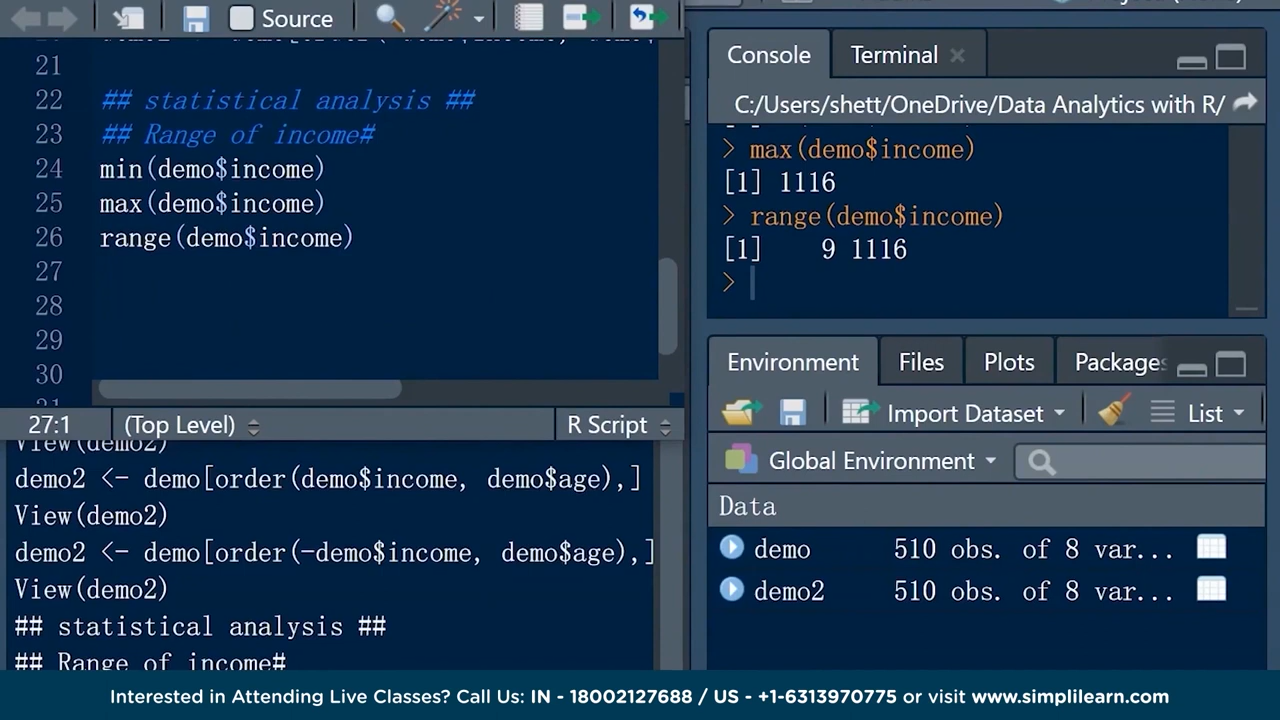 Source
21
22 ## statistical analysis ##
23 ## Range of income#
24 min(demo$income)
25 max(demo$income)
26 range(demo$income)
27
28
29
30
27:1 (Top Level) R Script
View(demo2)
demo2 <- demo[order(demo$income, demo$age),]
View(demo2)
demo2 <- demo[order(-demo$income, demo$age),]
View(demo2)
## statistical analysis ##
## Range of income#
Console Terminal
C:/Users/shett/OneDrive/Data Analytics with R/
> max(demo$income)
[1] 1116
> range(demo$income)
[1] 9 1116
>
Environment Files Plots Packages
Import Dataset List
Global Environment
Data
demo 510 obs. of 8 var...
demo2 510 obs. of 8 var...
Interested in Attending Live Classes? Call Us: IN - 18002127688 / US - +1-6313970775 or visit www.simplilearn.com